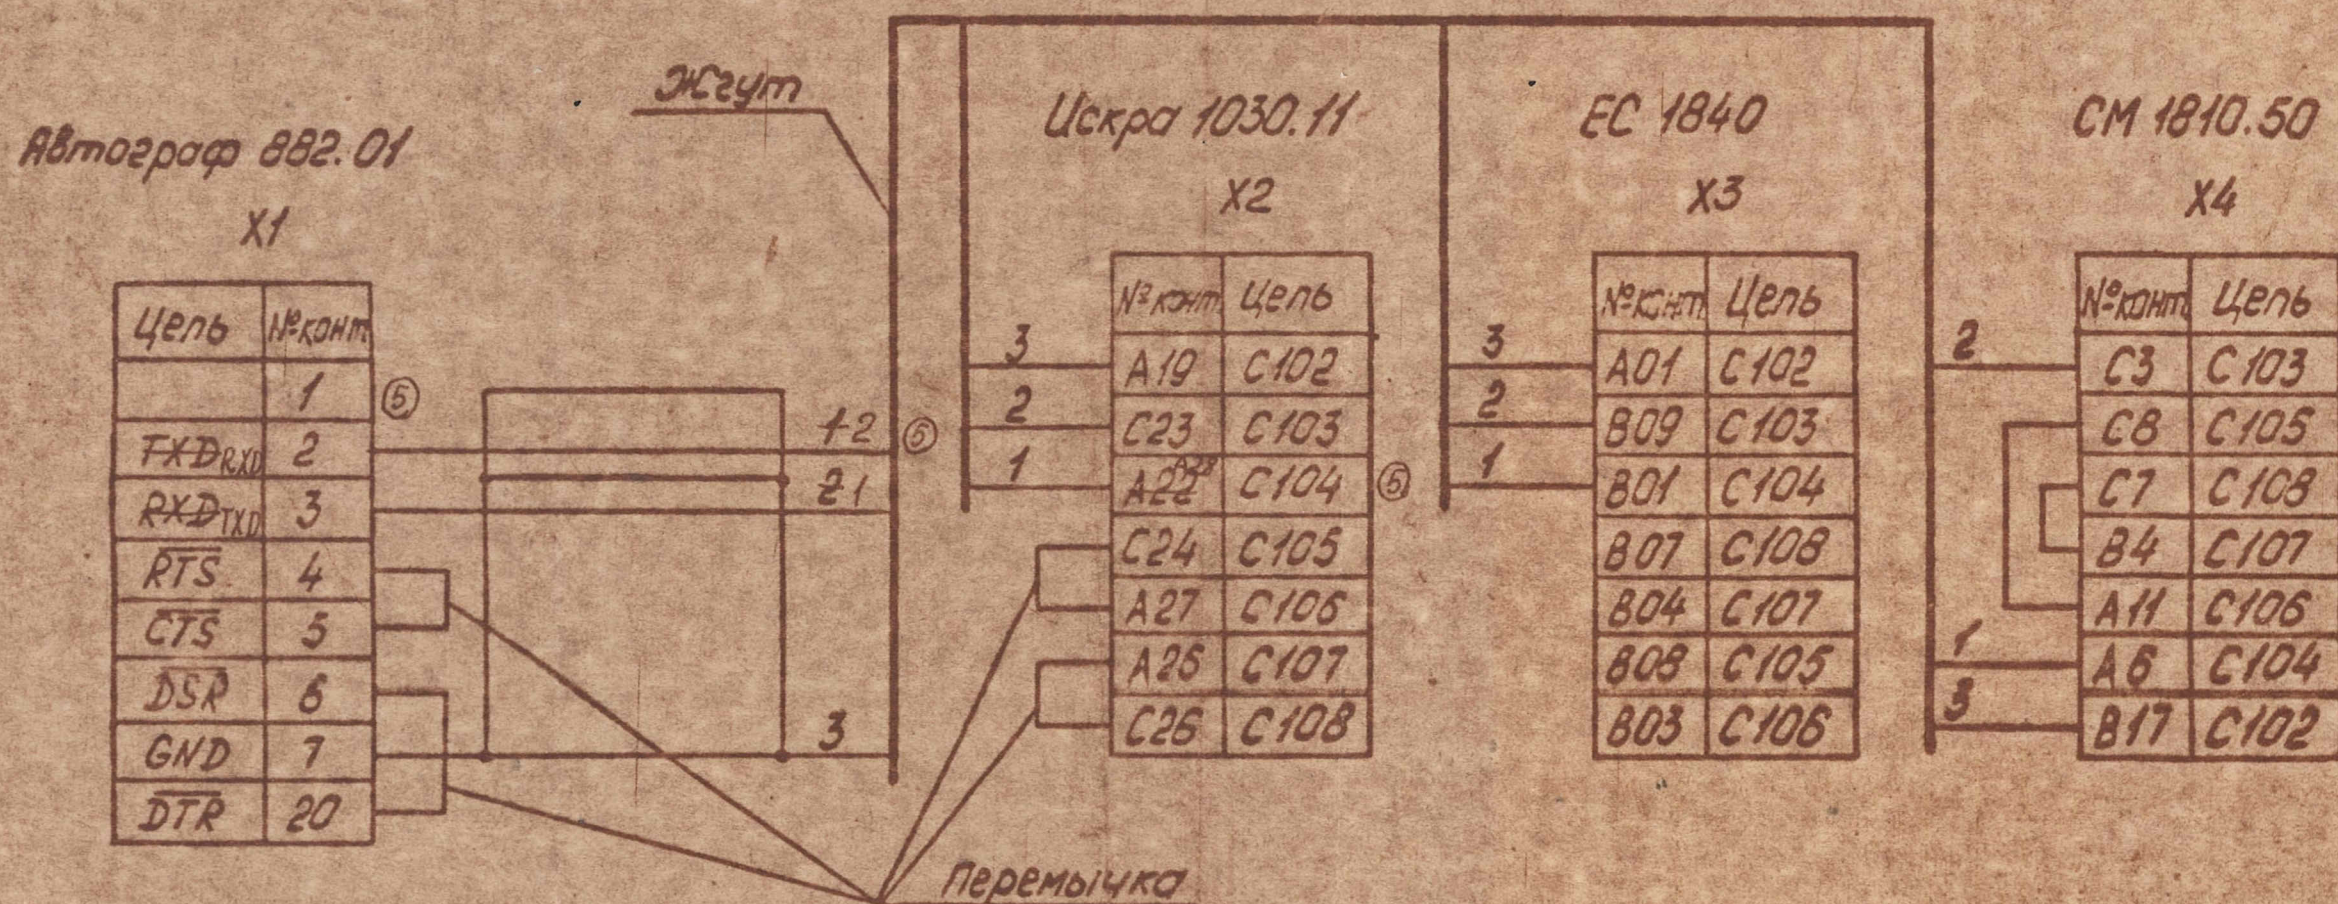 Жгут
Автограф 882.01
X1
Цепь №конт
1 ⑤
TXD RXD 2
RXD TXD 3
RTS 4
CTS 5
DSR 6
GND 7
DTR 20
1 2 ⑤
2 1
3
Искра 1030.11
X2
№конт Цепь
3 A19 C102
2 C23 C103
1 A22 C104 ⑤
C24 C105
A27 C106
A25 C107
C26 C108
ЕС 1840
X3
№конт Цепь
3 A01 C102
2 B09 C103
1 B01 C104
B07 C108
B04 C107
B08 C105
B03 C106
СМ 1810.50
X4
№конт Цепь
2 C3 C103
C8 C105
C7 C108
B4 C107
A11 C106
1 A6 C104
3 B17 C102
Перемычка